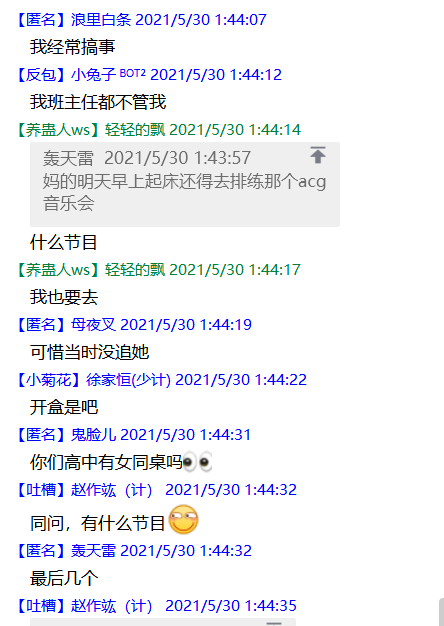 【匿名】浪里白条 2021/5/30 1:44:07
我经常搞事
【反包】小兔子 BOT² 2021/5/30 1:44:12
我班主任都不管我
【养蛊人ws】轻轻的飘 2021/5/30 1:44:14
轰天雷 2021/5/30 1:43:57
妈的明天早上起床还得去排练那个acg
音乐会
什么节目
【养蛊人ws】轻轻的飘 2021/5/30 1:44:17
我也要去
【匿名】母夜叉 2021/5/30 1:44:19
可惜当时没追她
【小菊花】徐家恒(少计) 2021/5/30 1:44:22
开盒是吧
【匿名】鬼脸儿 2021/5/30 1:44:31
你们高中有女同桌吗👀
【吐槽】赵作竑（计） 2021/5/30 1:44:32
同问，有什么节目
【匿名】轰天雷 2021/5/30 1:44:32
最后几个
【吐槽】赵作竑（计） 2021/5/30 1:44:35